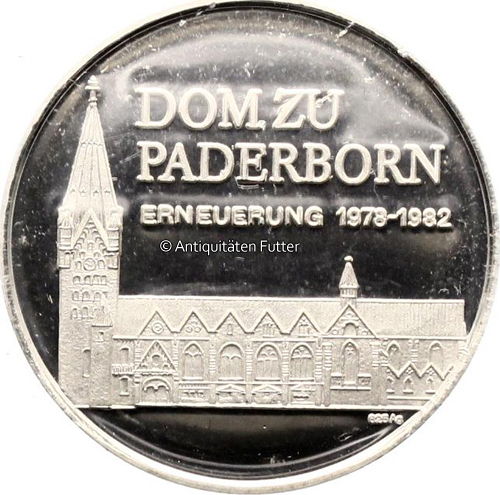 DOM ZU
PADERBORN
ERNEUERUNG 1978-1982
© Antiquitäten Futter
925 Ag